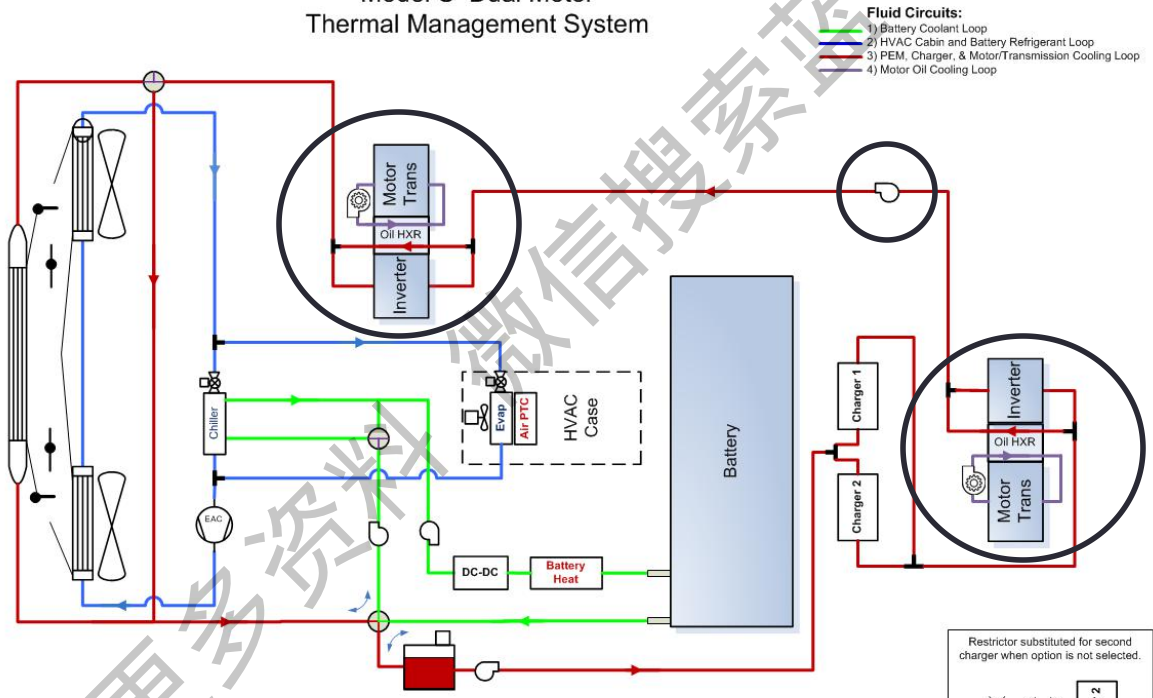 Thermal Management System
Fluid Circuits:
1) Battery Coolant Loop
2) HVAC Cabin and Battery Refrigerant Loop
3) PEM, Charger, & Motor/Transmission Cooling Loop
4) Motor Oil Cooling Loop
Motor
Trans
Oil HXR
Inverter
Chiller
EAC
Evap
Air PTC
HVAC
Case
DC-DC
Battery
Heat
Battery
Charger 1
Charger 2
Inverter
Oil HXR
Motor
Trans
Restrictor substituted for second
charger when option is not selected.
更多资料 微信搜索蓝